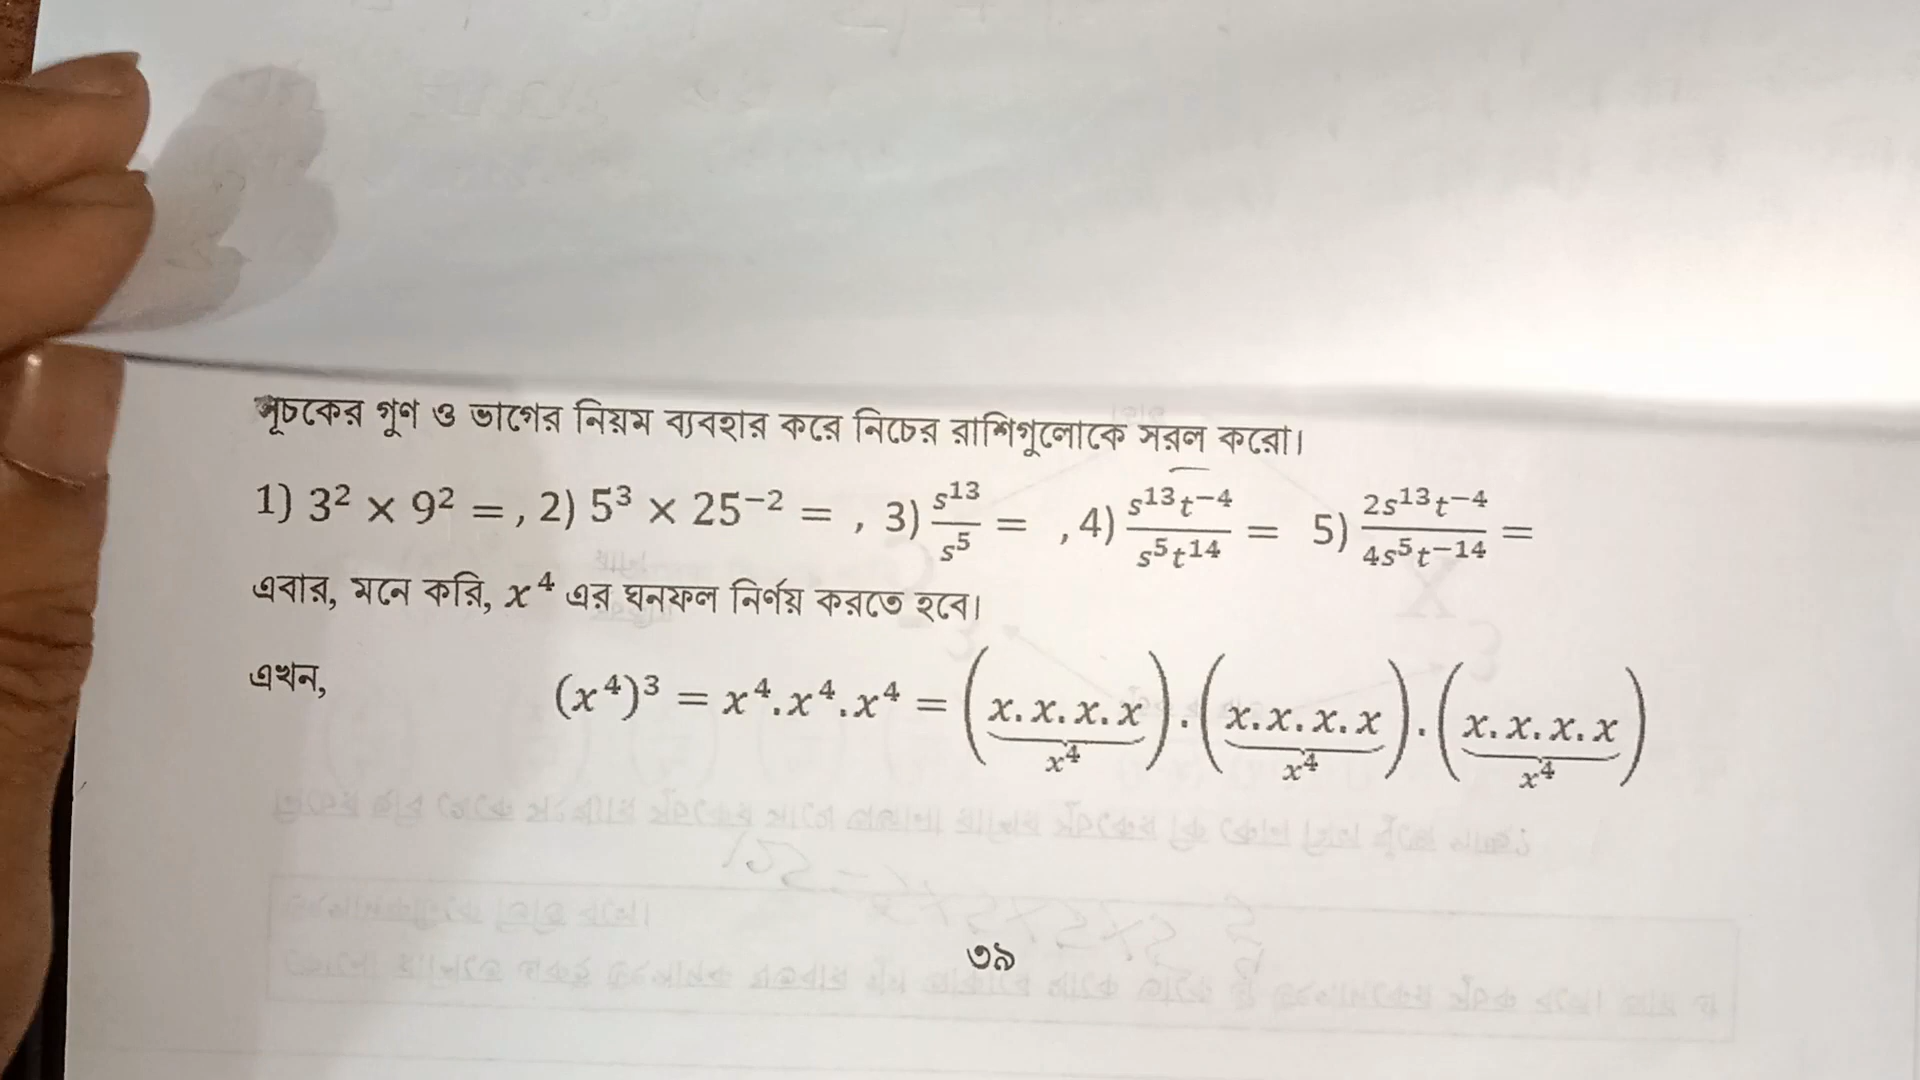 সূচকের গুণ ও ভাগের নিয়ম ব্যবহার করে নিচের রাশিগুলোকে সরল করো।
1) 3² × 9² = , 2) 5³ × 25⁻² = , 3) s¹³/s⁵ = , 4) s¹³t⁻⁴/s⁵t¹⁴ = 5) 2s¹³t⁻⁴/4s⁵t⁻¹⁴ =
এবার, মনে করি, x⁴ এর ঘনফল নির্ণয় করতে হবে।
এখন, (x⁴)³ = x⁴.x⁴.x⁴ = (x.x.x.x).(x.x.x.x).(x.x.x.x)
x⁴ x⁴ x⁴
৩৯